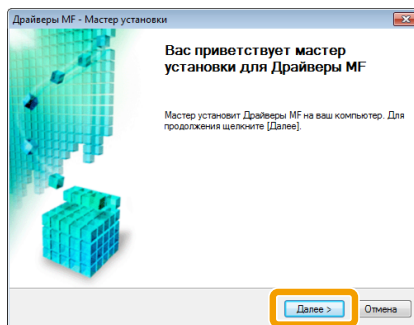 Драйверы MF - Мастер установки
Вас приветствует мастер
установки для Драйверы MF
Мастер установит Драйверы MF на ваш компьютер. Для
продолжения щелкните [Далее].
Далее >
Отмена